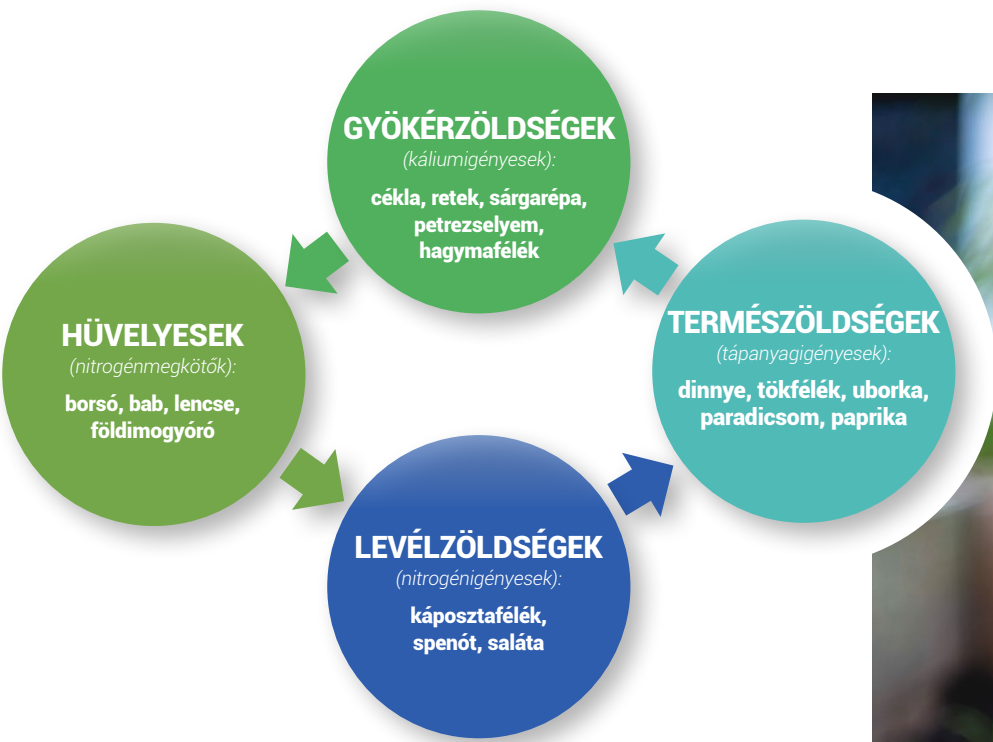 GYÖKÉRZÖLDSÉGEK
(káliumigényesek):
cékla, retek, sárgarépa,
petrezselyem,
hagymafélék
HÜVELYESEK
(nitrogénmegkötők):
borsó, bab, lencse,
földimogyóró
TERMÉSZÖLDSÉGEK
(tápanyagigényesek):
dinnye, tökfélék, uborka,
paradicsom, paprika
LEVÉLZÖLDSÉGEK
(nitrogénigényesek):
káposztafélék,
spenót, saláta